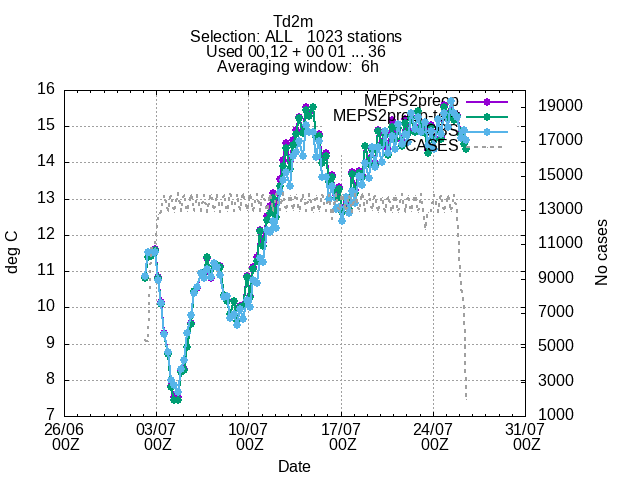 Td2m
Selection: ALL   1023 stations
Used 00,12 + 00 01 ... 36
Averaging window:  6h
16
15
14
13
12
11
10
9
8
7
deg C
19000
17000
15000
13000
11000
9000
7000
5000
3000
1000
No cases
MEPS2preop
CASES
26/06 03/07 10/07 17/07 24/07 31/07
00Z 00Z 00Z 00Z 00Z 00Z
Date